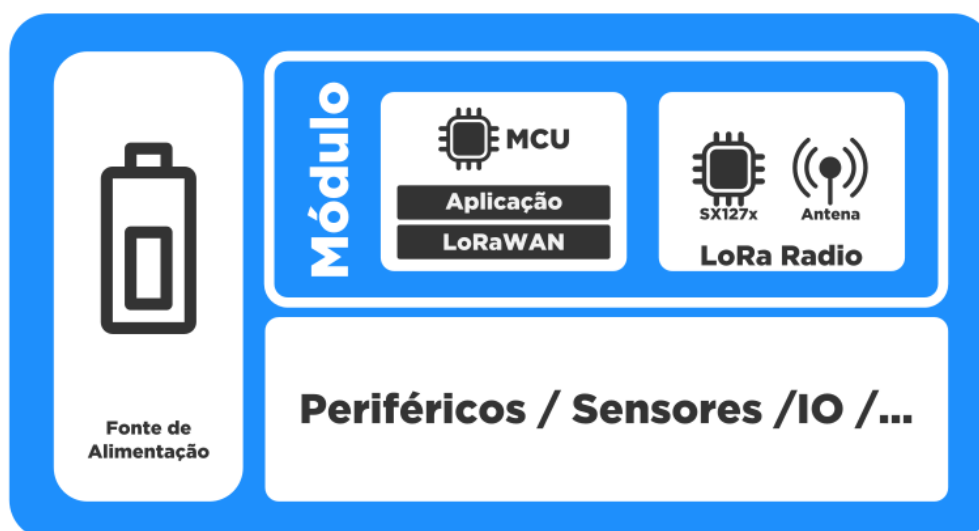 Fonte de
Alimentação
Módulo
MCU
Aplicação
LoRaWAN
SX127x
Antena
LoRa Radio
Periféricos / Sensores /IO /...